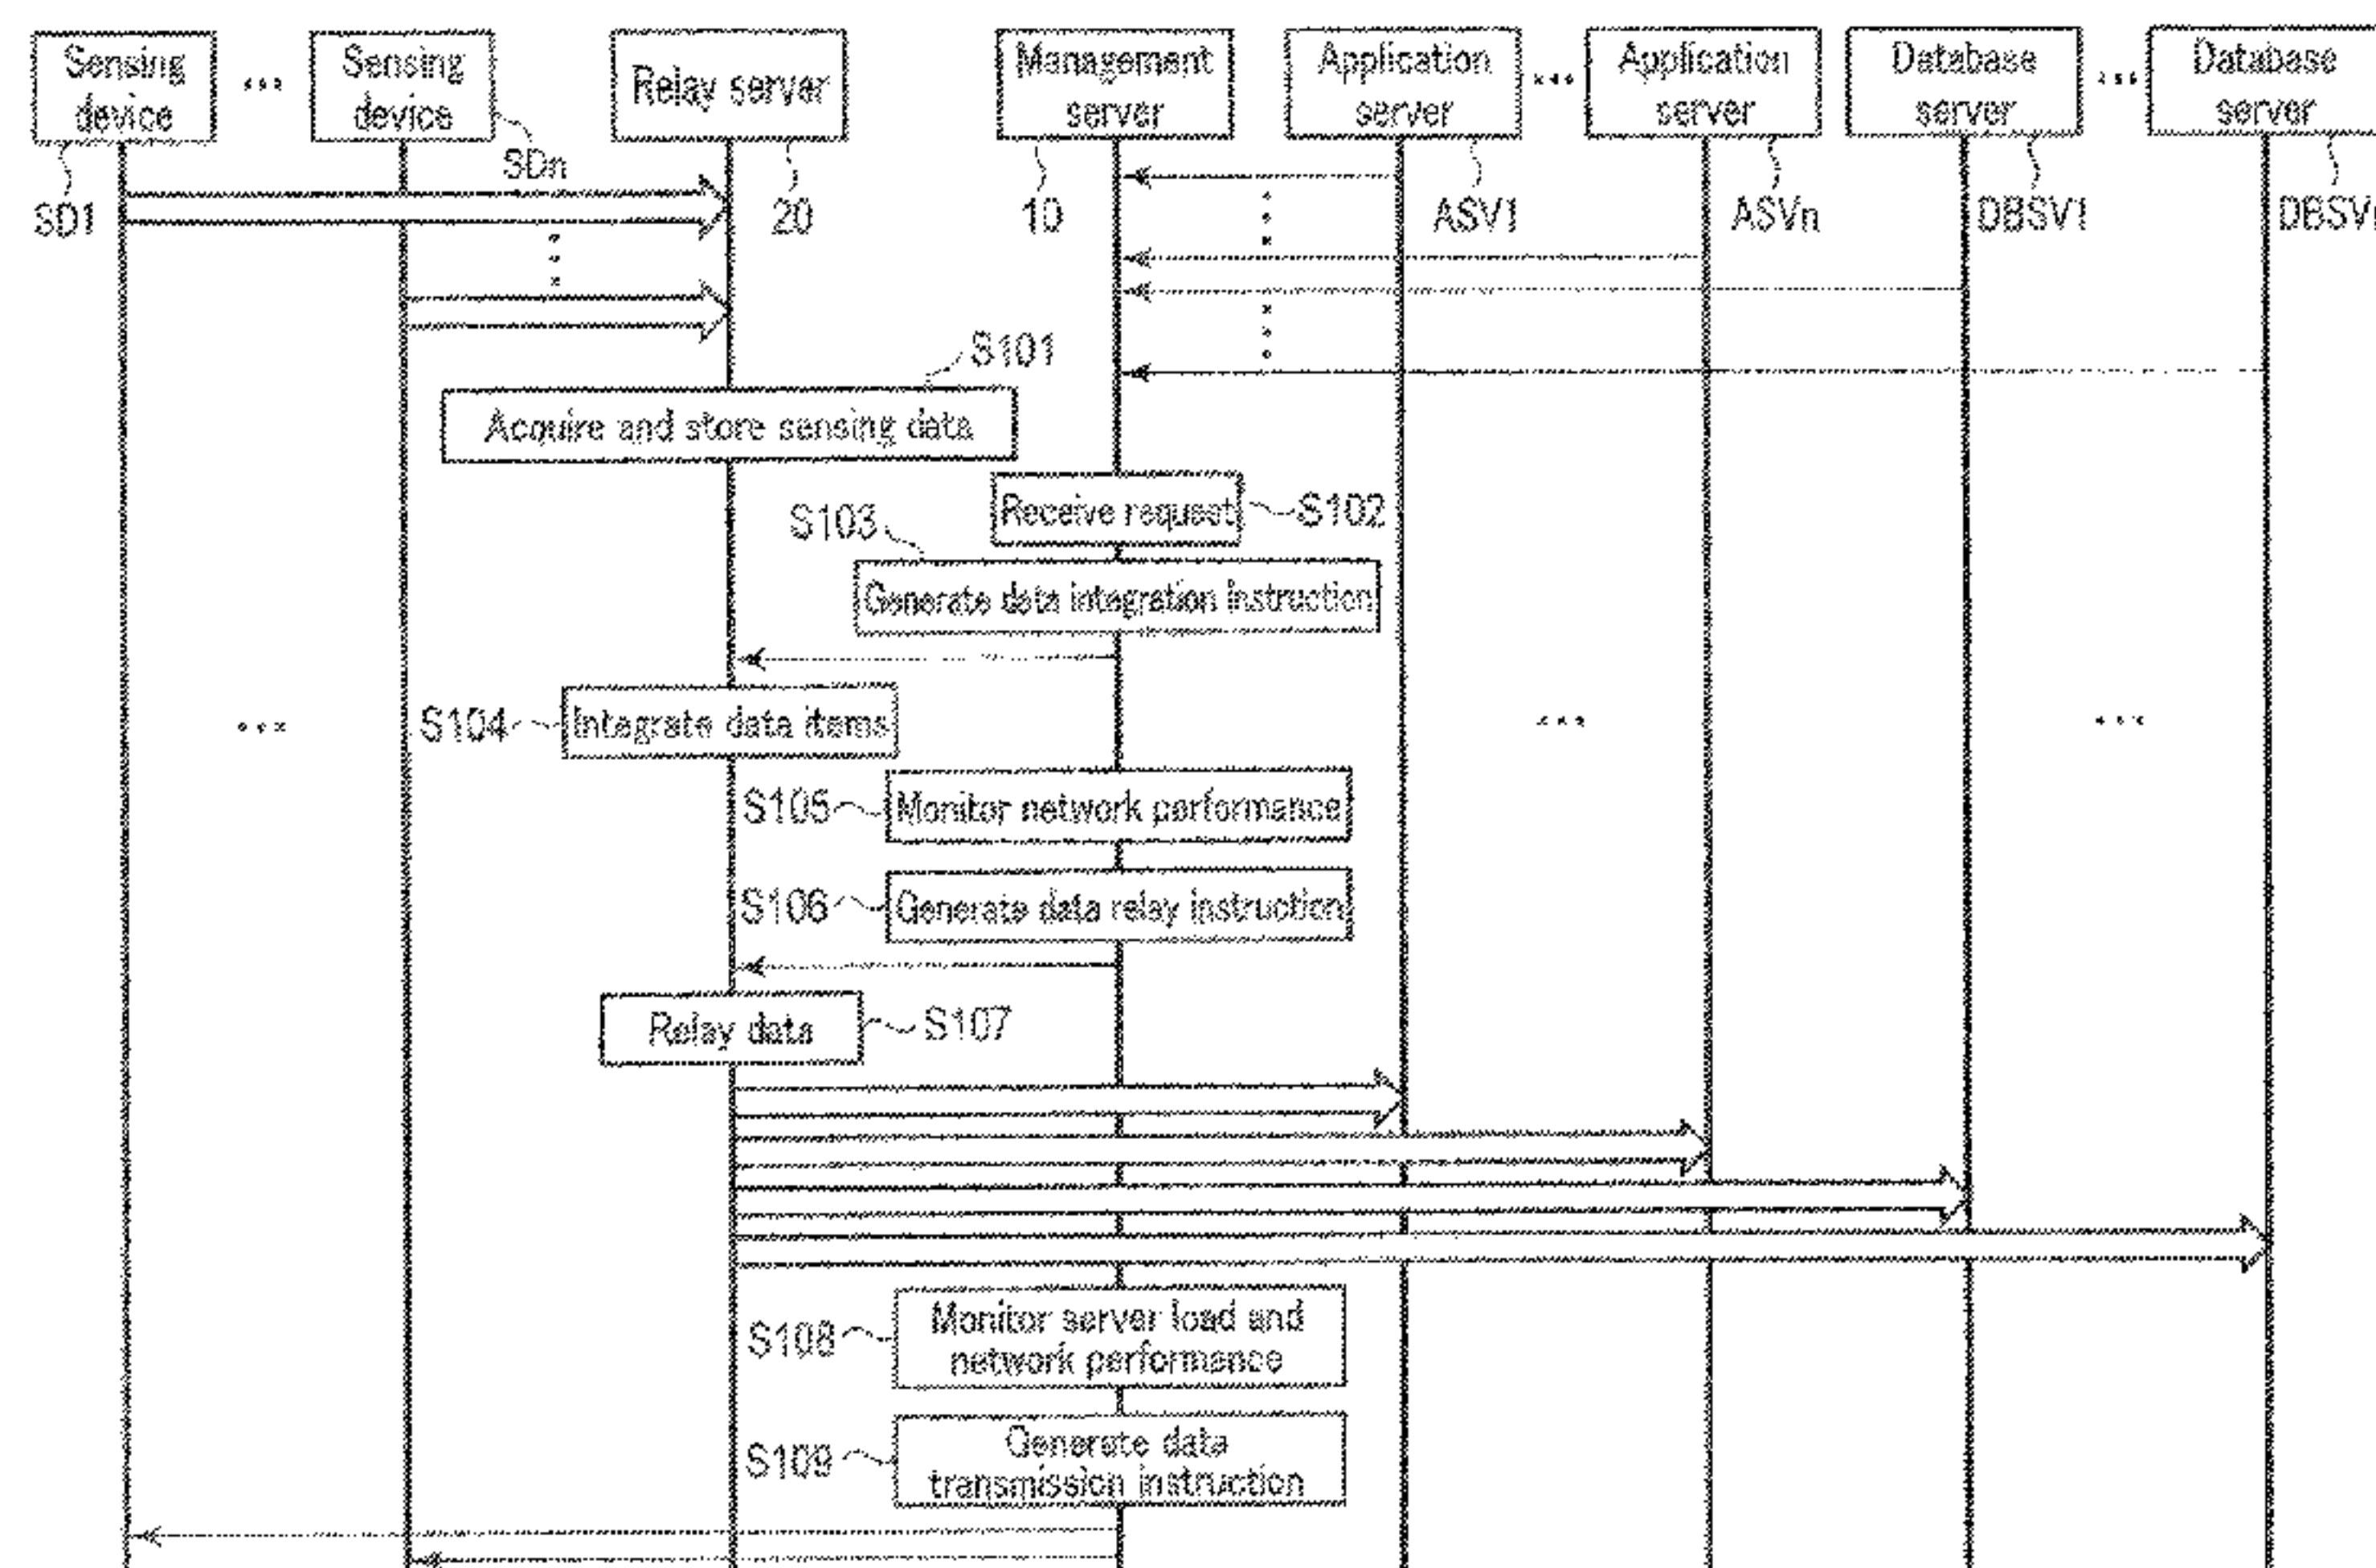 Sensing
device
...
Sensing
device
Relay server
Management
server
Application
server
...
Application
server
Database
server
...
Database
server
SD1
SDn
20
10
ASV1
ASVn
DBSV1
DBSV
S101
Acquire and store sensing data
Receive request
S102
S103
Generate data integration instruction
...
S104
Integrate data items
...
...
S105
Monitor network performance
S106
Generate data relay instruction
Relay data
S107
S108
Monitor server load and
network performance
S109
Generate data
transmission instruction